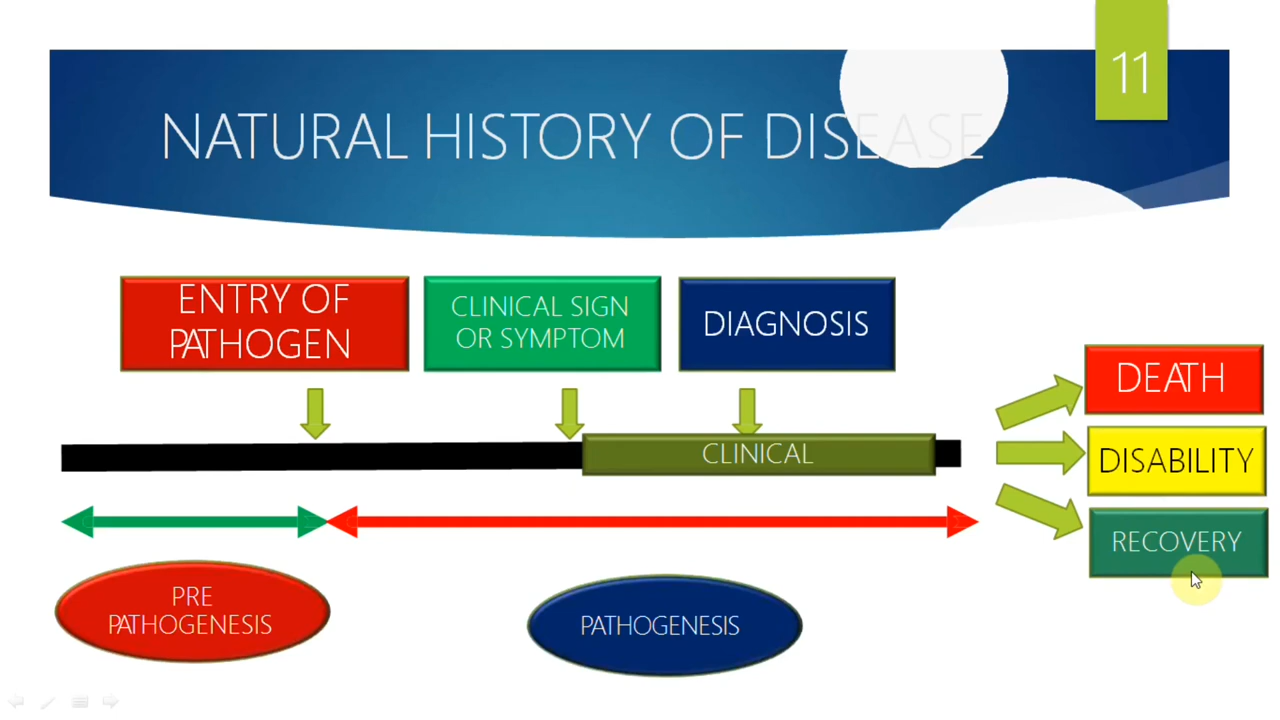 11
NATURAL HISTORY OF DISEASE
ENTRY OF
PATHOGEN
CLINICAL SIGN
OR SYMPTOM
DIAGNOSIS
DEATH
CLINICAL
DISABILITY
RECOVERY
PRE
PATHOGENESIS
PATHOGENESIS